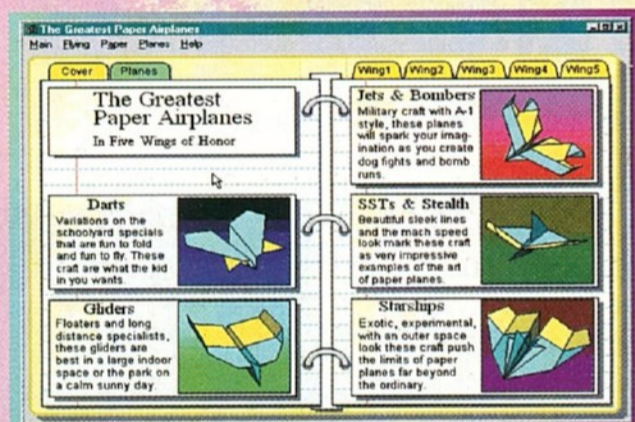 The Greatest Paper Airplanes
Main Flying Paper Planes Help
Cover Planes
Wing1 Wing2 Wing3 Wing4 Wing5
The Greatest
Paper Airplanes
In Five Wings of Honor
Darts
Variations on the
schoolyard specials
that are fun to fold
and fun to fly. These
craft are what the kid
in you wants.
Gliders
Floaters and long
distance specialists,
these gliders are
best in a large indoor
space or the park on
a calm sunny day.
Jets & Bombers
Military craft with A-1
style, these planes
will spark your imag-
ination as you create
dog fights and bomb
runs.
SSTs & Stealth
Beautiful sleek lines
and the mach speed
look mark these craft
as very impressive
examples of the art
of paper planes.
Starships
Exotic, experimental,
with an outer space
look these craft push
the limits of paper
planes far beyond
the ordinary.